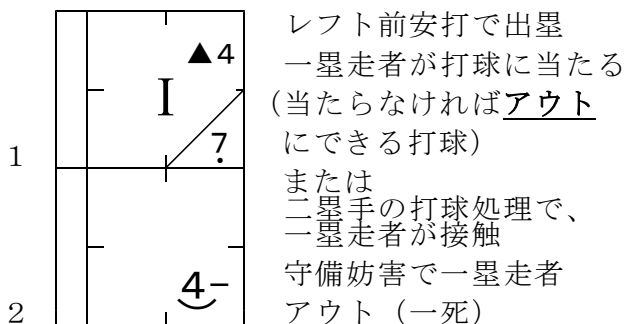 レフト前安打で出塁
▲4
一塁走者が打球に当たる
I
(当たらなければアウト
7
にできる打球)
1
または
二塁手の打球処理で、
一塁走者が接触
4-
守備妨害で一塁走者
2
アウト(一死)